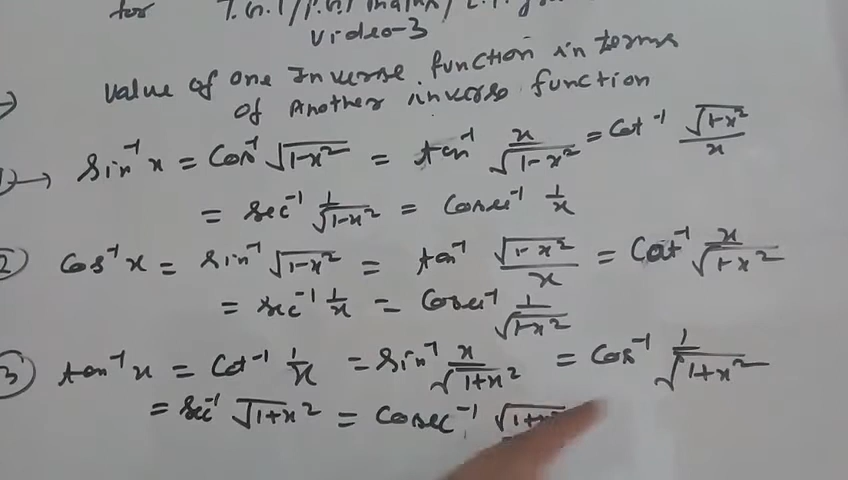 for T.G.T/P.G.T
video-3
value of one Inverse function in terms
of Another inverse function
1) → sin⁻¹ x = Cos⁻¹ √(1-x²) = tan⁻¹ x/√(1-x²) = Cot⁻¹ √(1-x²)/x
= sec⁻¹ 1/√(1-x²) = Cosec⁻¹ 1/x
2) Cos⁻¹ x = sin⁻¹ √(1-x²) = tan⁻¹ √(1-x²)/x = Cot⁻¹ x/√(1-x²)
= sec⁻¹ 1/x = Cosec⁻¹ 1/√(1-x²)
3) tan⁻¹ x = Cot⁻¹ 1/x = sin⁻¹ x/√(1+x²) = Cos⁻¹ 1/√(1+x²)
= sec⁻¹ √(1+x²) = Cosec⁻¹